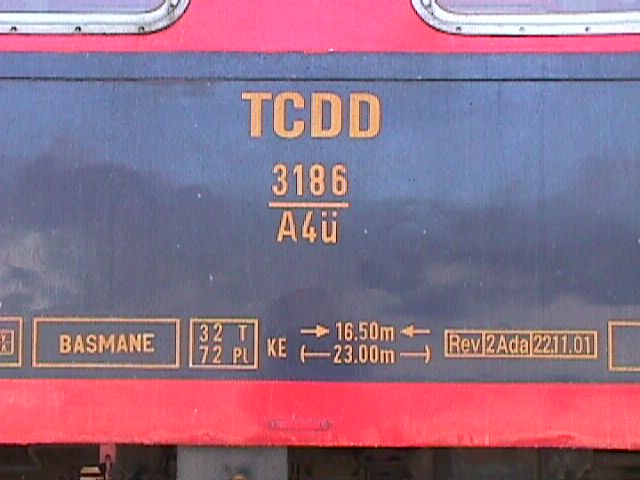 TCDD
3186
A4ü
BASMANE
32 T
72 PL
KE
16.50m
23.00m
Rev 2Ada 22.11.01